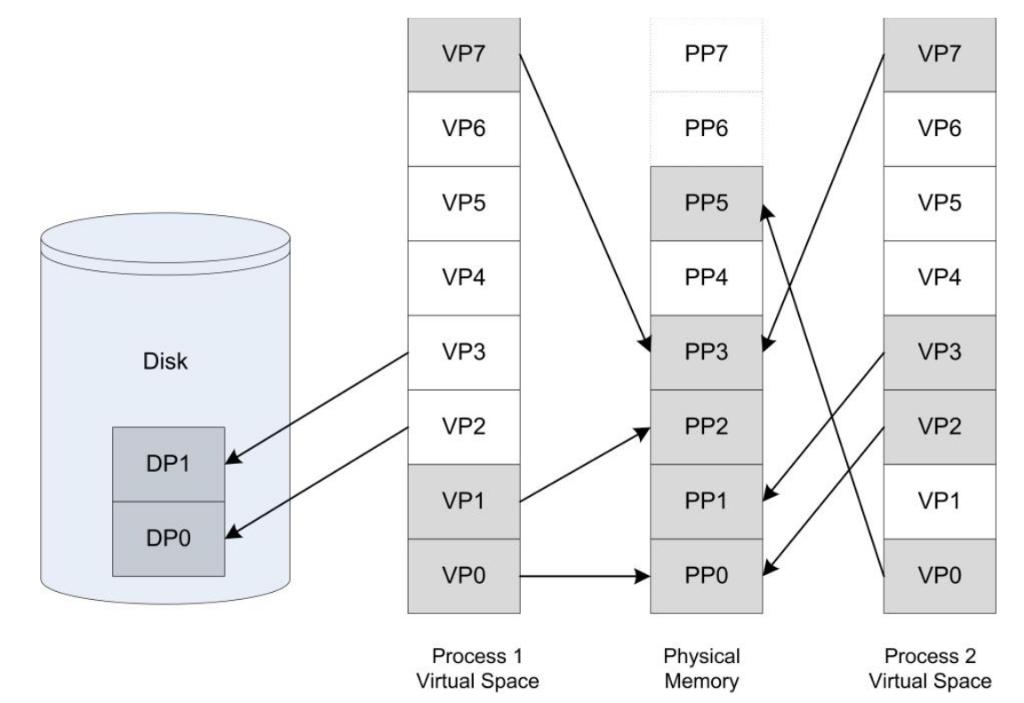 Disk
DP1
DP0
VP7
VP6
VP5
VP4
VP3
VP2
VP1
VP0
Process 1
Virtual Space
PP7
PP6
PP5
PP4
PP3
PP2
PP1
PP0
Physical
Memory
VP7
VP6
VP5
VP4
VP3
VP2
VP1
VP0
Process 2
Virtual Space